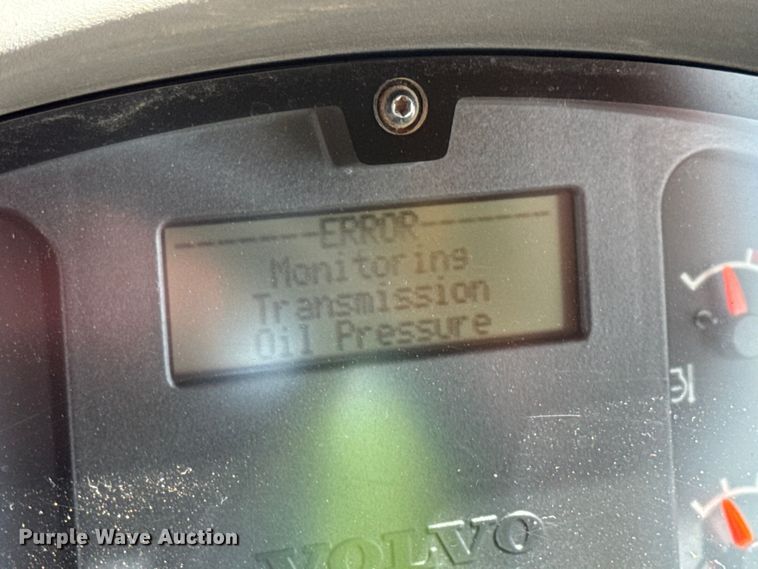 -------ERROR-------
Monitoring
Transmission
Oil Pressure
VOLVO
Purple Wave Auction®